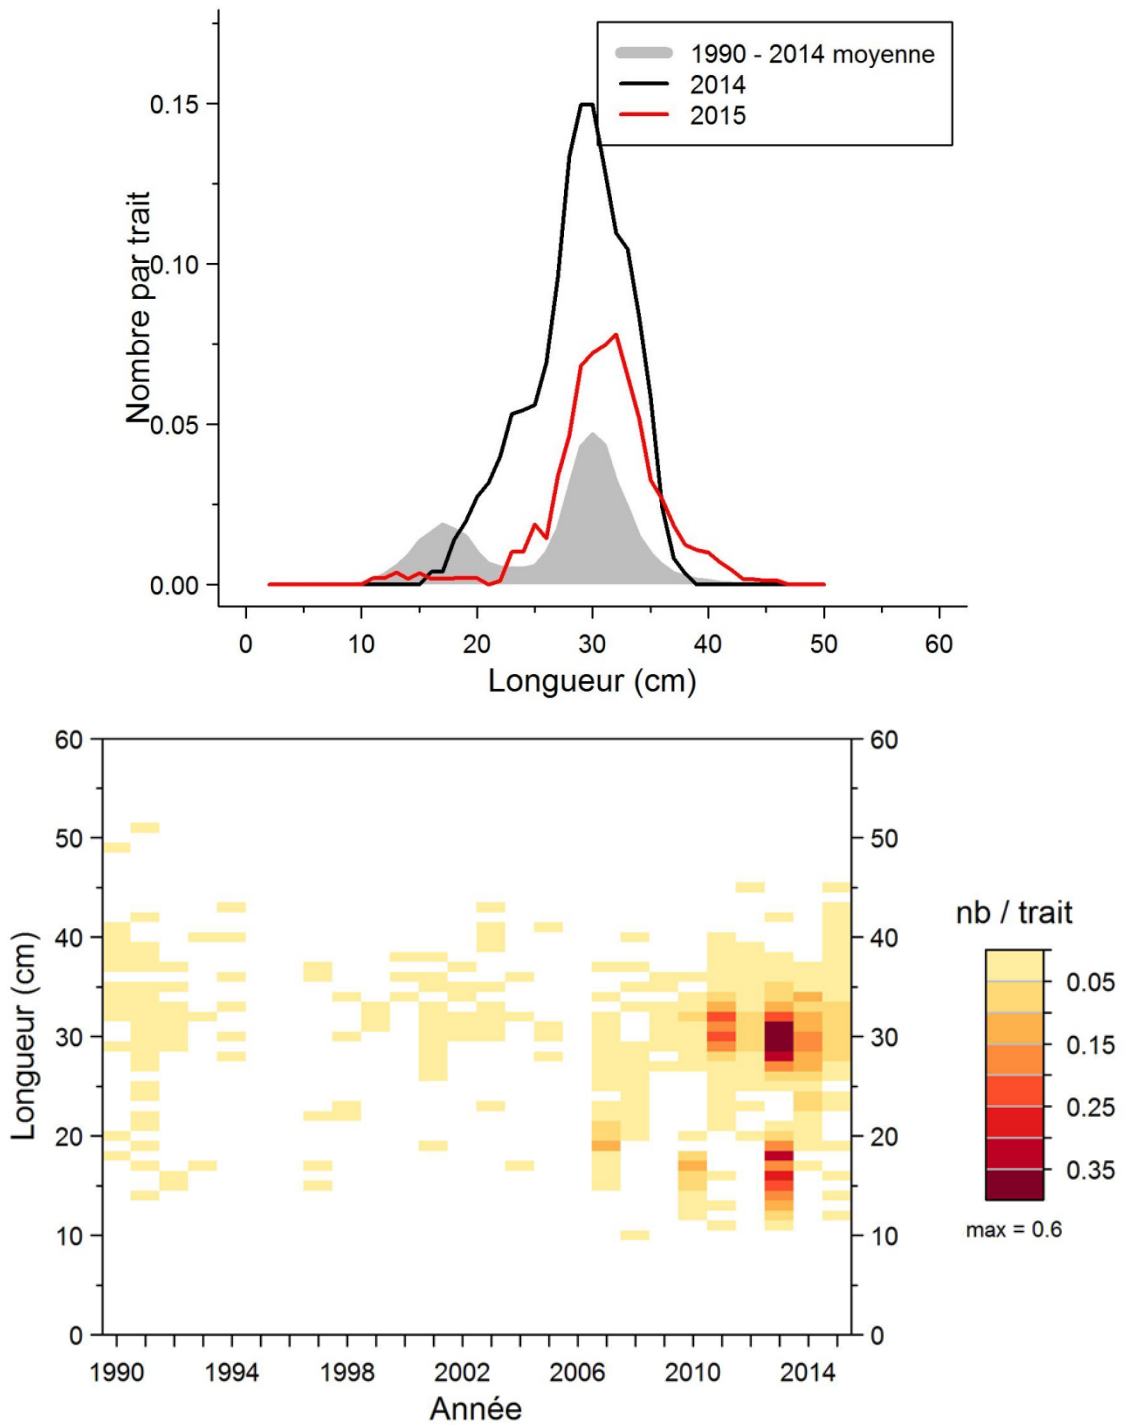 1990 - 2014 moyenne
2014
2015
Nombre par trait
0.15
0.10
0.05
0.00
0 10 20 30 40 50 60
Longueur (cm)
60 60
50 50
40 40
30 30
20 20
10 10
0 0
Longueur (cm)
1990 1994 1998 2002 2006 2010 2014
Année
nb / trait
0.05
0.15
0.25
0.35
max = 0.6